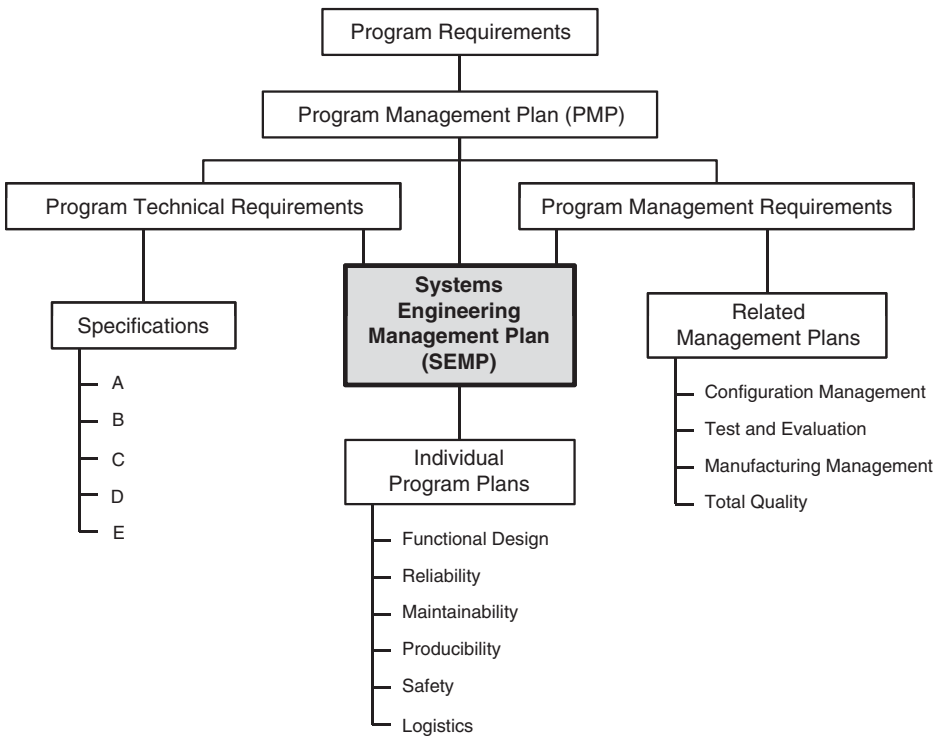 Program Requirements
Program Management Plan (PMP)
Program Technical Requirements
Program Management Requirements
Systems
Engineering
Management Plan
(SEMP)
Specifications
A
B
C
D
E
Related
Management Plans
Configuration Management
Test and Evaluation
Manufacturing Management
Total Quality
Individual
Program Plans
Functional Design
Reliability
Maintainability
Producibility
Safety
Logistics